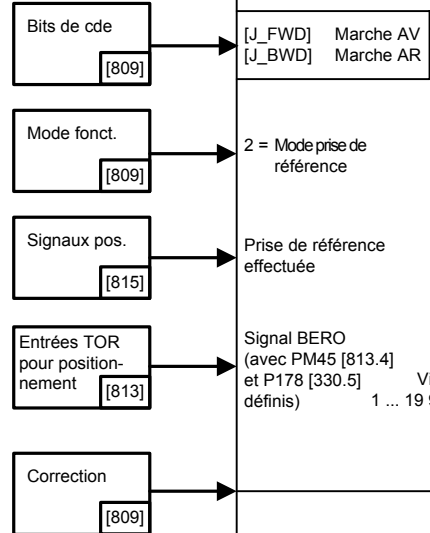 Bits de cde
[809]
[J_FWD] Marche AV
[J_BWD] Marche AR
Mode fonct.
[809]
2 = Mode prise de
référence
Signaux pos.
[815]
Prise de référence
effectuée
Entrées TOR
pour position-
nement
[813]
Signal BERO
(avec PM45 [813.4]
et P178 [330.5]
définis)
1 ... 19
Correction
[809]